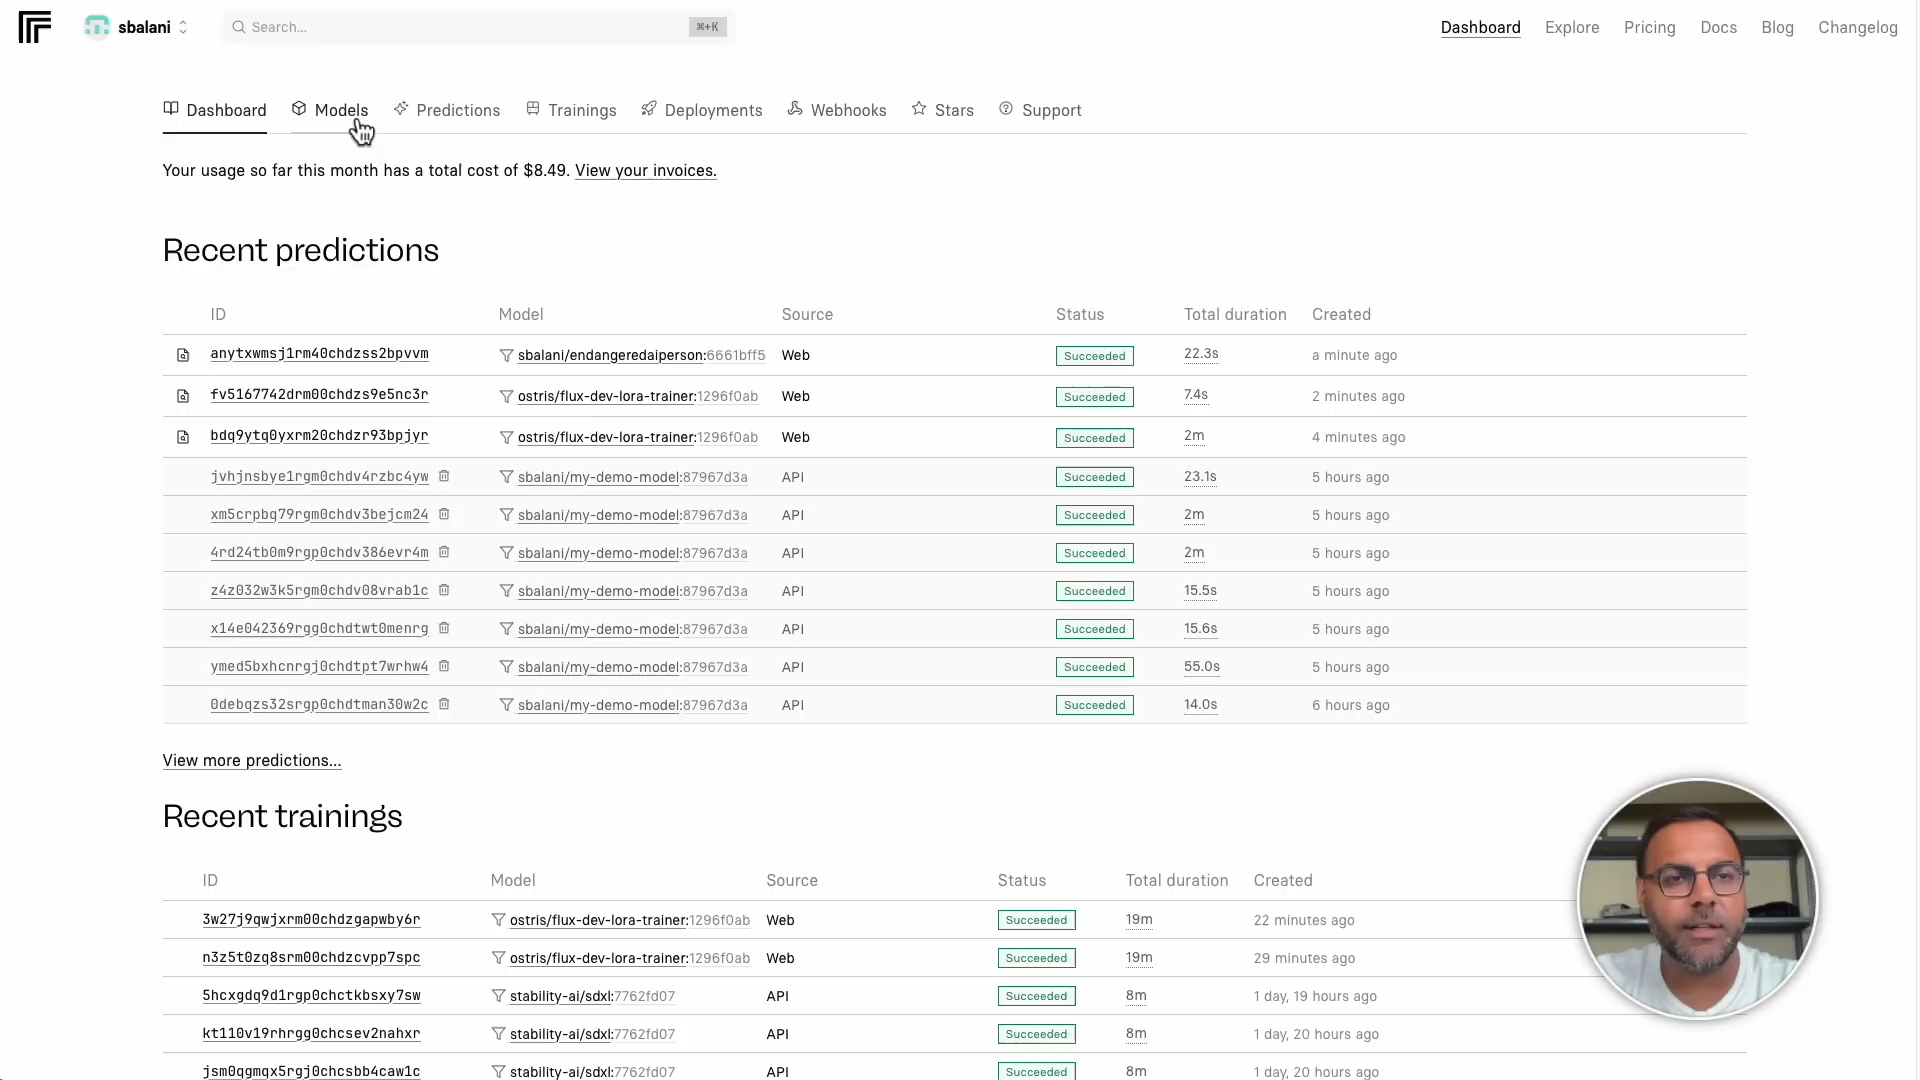 sbalani
Search...
⌘+K
Dashboard Explore Pricing Docs Blog Changelog
Dashboard Models Predictions Trainings Deployments Webhooks Stars Support
Your usage so far this month has a total cost of $8.49. View your invoices.
Recent predictions
ID Model Source Status Total duration Created
anytxwmsj1rm40chdzss2bpvvm sbalani/endangeredaiperson:6661bff5 Web Succeeded 22.3s a minute ago
fv5167742drm00chdzs9e5nc3r ostris/flux-dev-lora-trainer:1296f0ab Web Succeeded 7.4s 2 minutes ago
bdq9ytq0yxrm20chdzr93bpjyr ostris/flux-dev-lora-trainer:1296f0ab Web Succeeded 2m 4 minutes ago
jvhjnsbye1rgm0chdv4rzbc4yw sbalani/my-demo-model:87967d3a API Succeeded 23.1s 5 hours ago
xm5crpbq79rgm0chdv3bejcm24 sbalani/my-demo-model:87967d3a API Succeeded 2m 5 hours ago
4rd24tb0m9rgp0chdv386evr4m sbalani/my-demo-model:87967d3a API Succeeded 2m 5 hours ago
z4z032w3k5rgm0chdv08vrab1c sbalani/my-demo-model:87967d3a API Succeeded 15.5s 5 hours ago
x14e042369rgg0chdtwt0menrg sbalani/my-demo-model:87967d3a API Succeeded 15.6s 5 hours ago
ymed5bxhcnrgj0chdtpt7wrhw4 sbalani/my-demo-model:87967d3a API Succeeded 55.0s 5 hours ago
0debqzs32srgp0chdtman30w2c sbalani/my-demo-model:87967d3a API Succeeded 14.0s 6 hours ago
View more predictions...
Recent trainings
ID Model Source Status Total duration Created
3w27j9qwjxrm00chdzgapwby6r ostris/flux-dev-lora-trainer:1296f0ab Web Succeeded 19m 22 minutes ago
n3z5t0zq8srm00chdzcvpp7spc ostris/flux-dev-lora-trainer:1296f0ab Web Succeeded 19m 29 minutes ago
5hcxgdq9d1rgp0chctkbsxy7sw stability-ai/sdxl:7762fd07 API Succeeded 8m 1 day, 19 hours ago
kt110v19rhrgg0chcsev2nahxr stability-ai/sdxl:7762fd07 API Succeeded 8m 1 day, 20 hours ago
jsm0qgmqx5rgj0chcsbb4caw1c stability-ai/sdxl:7762fd07 API Succeeded 8m 1 day, 20 hours ago